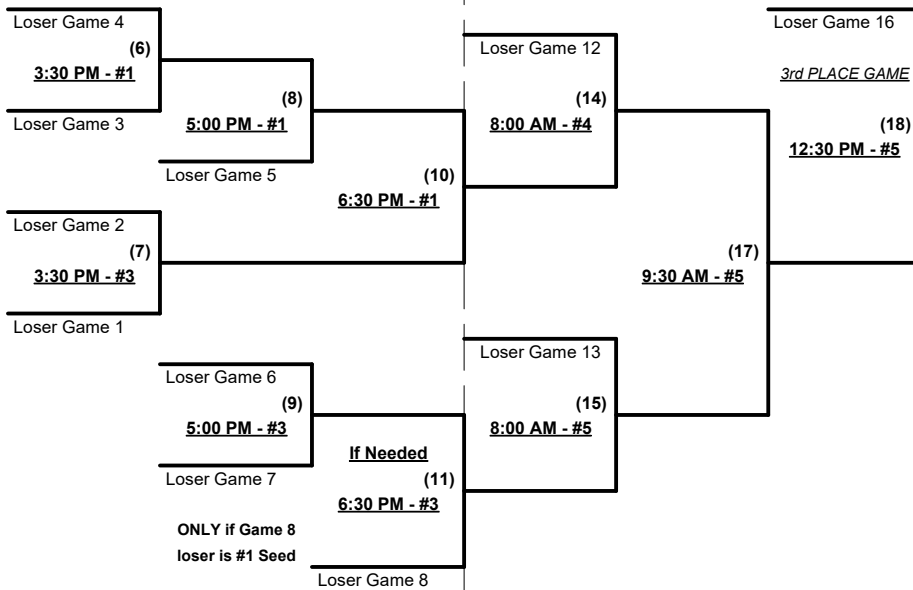 Loser Game 4
(6)
3:30 PM - #1
Loser Game 3
(8)
5:00 PM - #1
Loser Game 5
Loser Game 2
(7)
3:30 PM - #3
Loser Game 1
(10)
6:30 PM - #1
Loser Game 6
(9)
5:00 PM - #3
Loser Game 7
If Needed
(11)
6:30 PM - #3
ONLY if Game 8
loser is #1 Seed
Loser Game 8
Loser Game 12
(14)
8:00 AM - #4
Loser Game 13
(15)
8:00 AM - #5
(17)
9:30 AM - #5
Loser Game 16
3rd PLACE GAME
(18)
12:30 PM - #5